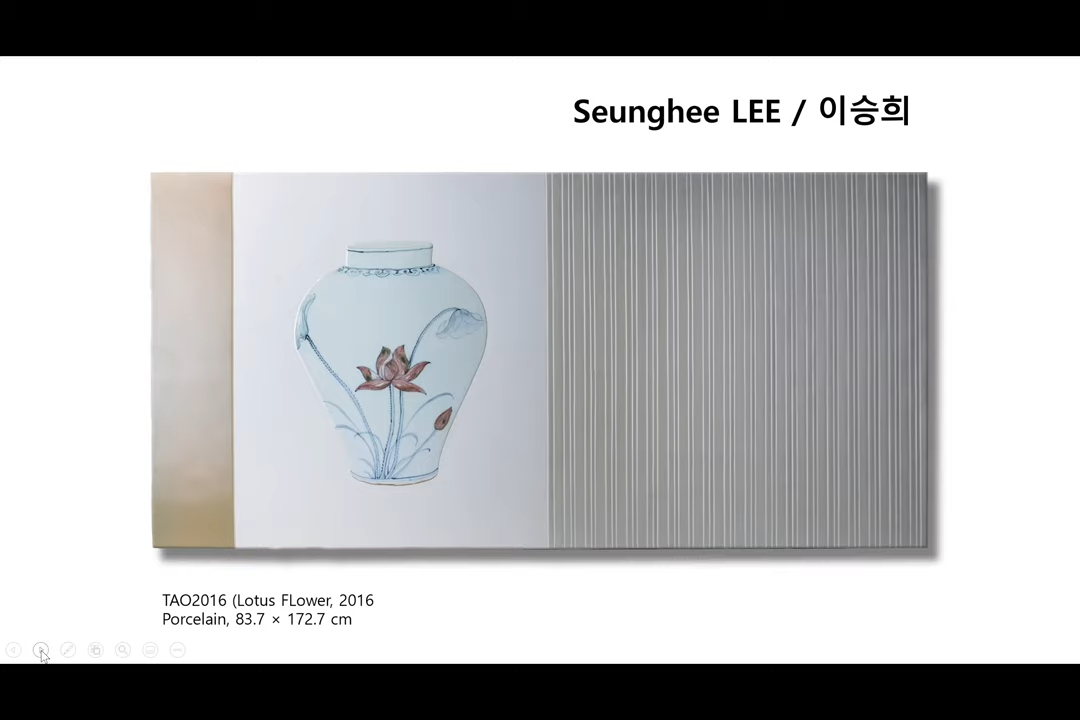 Seunghee LEE / 이승희
TAO2016 (Lotus FLower, 2016
Porcelain, 83.7 × 172.7 cm